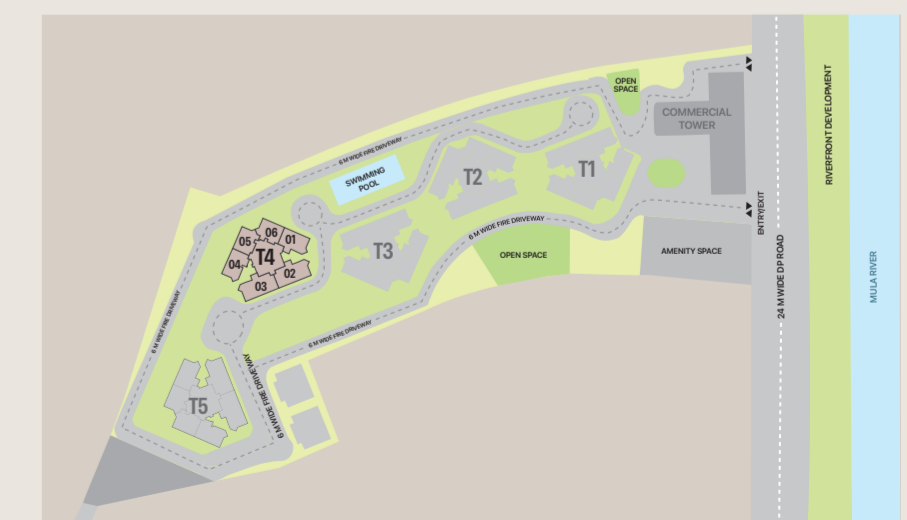 OPEN
SPACE
COMMERCIAL
TOWER
RIVERFRONT DEVELOPMENT
6 M WIDE FIRE DRIVEWAY
SWIMMING
POOL
T2
T1
ENTRY/EXIT
6 M WIDE FIRE DRIVEWAY
05
06
01
T4
04
02
03
T3
OPEN SPACE
AMENITY SPACE
24 M WIDE DP ROAD
MULA RIVER
6 M WIDE FIRE DRIVEWAY
6 M WIDE FIRE DRIVEWAY
6 M WIDE FIRE DRIVEWAY
T5